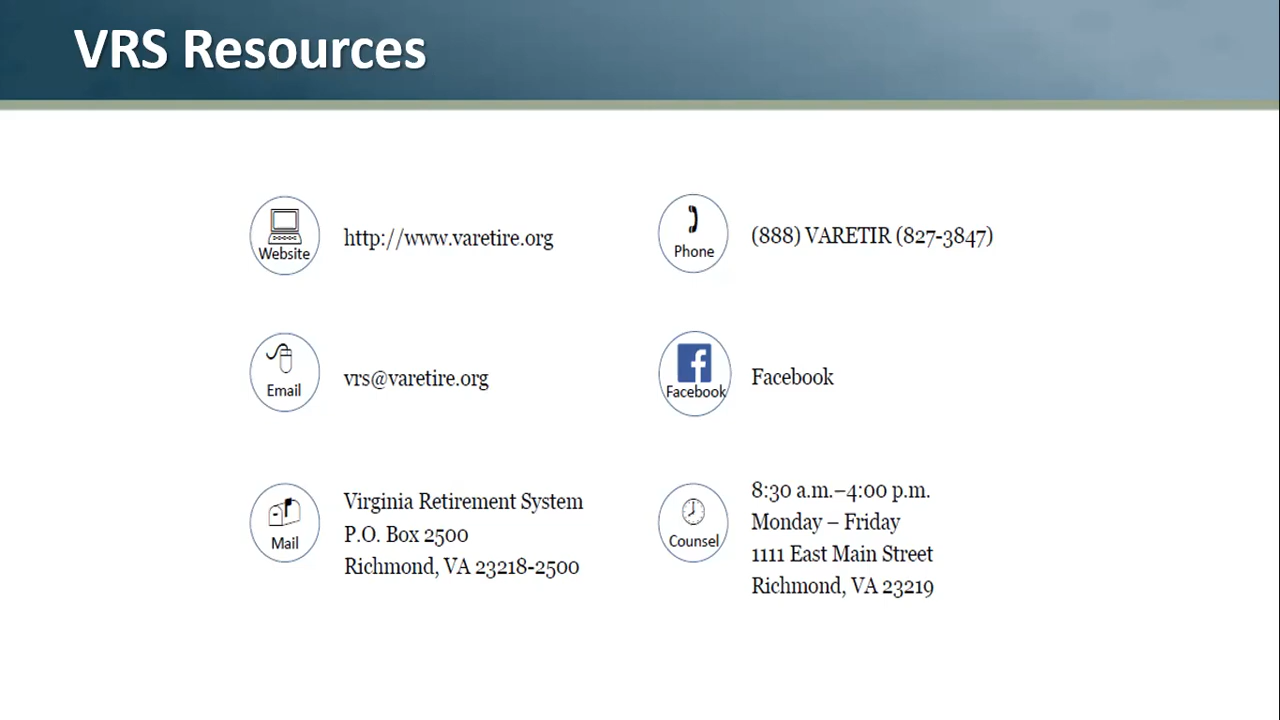 VRS Resources
Website
http://www.varetire.org
Phone
(888) VARETIR (827-3847)
Email
vrs@varetire.org
Facebook
Facebook
Mail
Virginia Retirement System
P.O. Box 2500
Richmond, VA 23218-2500
Counsel
8:30 a.m.–4:00 p.m.
Monday – Friday
1111 East Main Street
Richmond, VA 23219